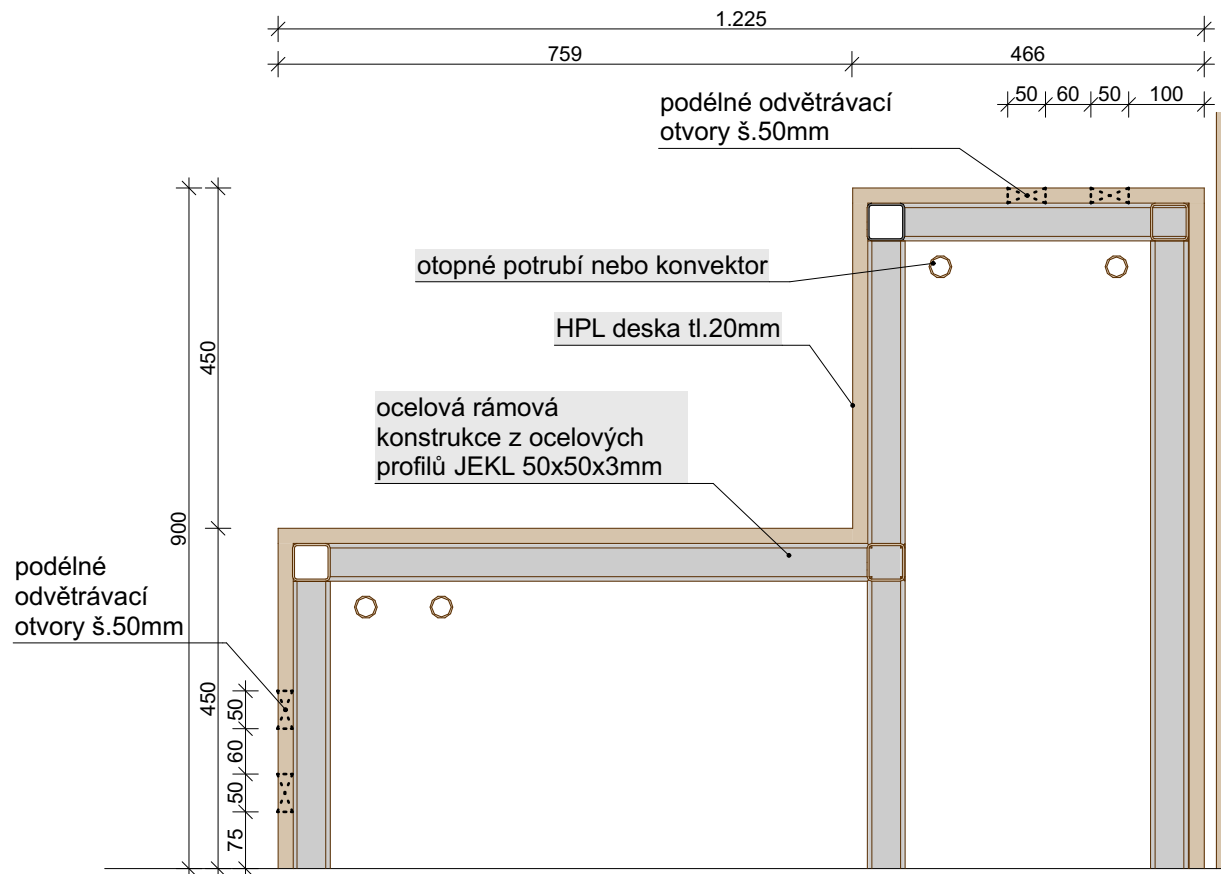 1.225
759
466
50
60
50
100
podélné odvětrávací
otvory š.50mm
otopné potrubí nebo konvektor
HPL deska tl.20mm
450
ocelová rámová
konstrukce z ocelových
profilů JEKL 50x50x3mm
900
podélné
odvětrávací
otvory š.50mm
450
50
60
50
75